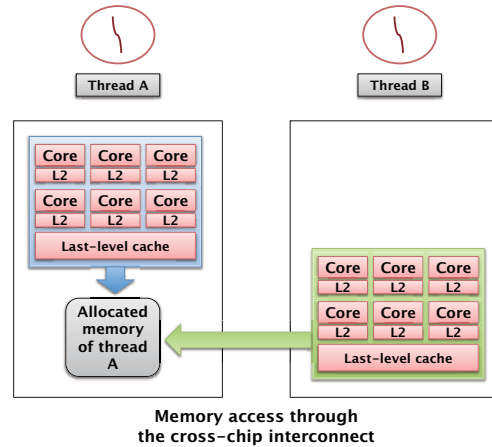 Thread A
Thread B
Core Core Core
L2 L2 L2
Core Core Core
L2 L2 L2
Last-level cache
Allocated
memory
of thread
A
Core Core Core
L2 L2 L2
Core Core Core
L2 L2 L2
Last-level cache
Memory access through
the cross-chip interconnect